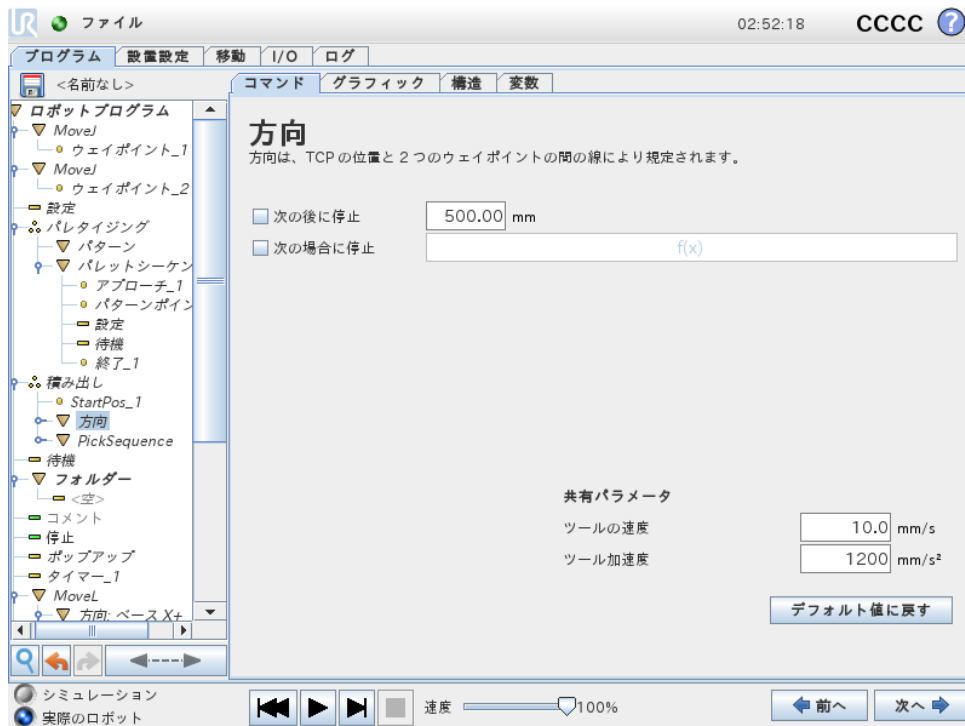 UR ファイル 02:52:18 CCCC ?
プログラム 設置設定 移動 I/O ログ
<名前なし>
コマンド グラフィック 構造 変数
ロボットプログラム
MoveJ
ウェイポイント_1
MoveJ
ウェイポイント_2
設定
パレタイジング
パターン
パレットシーケン
アプローチ_1
パターンポイン
設定
待機
終了_1
積み出し
StartPos_1
方向
PickSequence
待機
フォルダー
<空>
コメント
停止
ポップアップ
タイマー_1
MoveL
方向: ベース X+
方向
方向は、TCP の位置と 2 つのウェイポイントの間の線により規定されます。
次の後に停止 500.00 mm
次の場合に停止 f(x)
共有パラメータ
ツールの速度 10.0 mm/s
ツール加速度 1200 mm/s²
デフォルト値に戻す
シミュレーション
実際のロボット
速度 100%
前へ 次へ